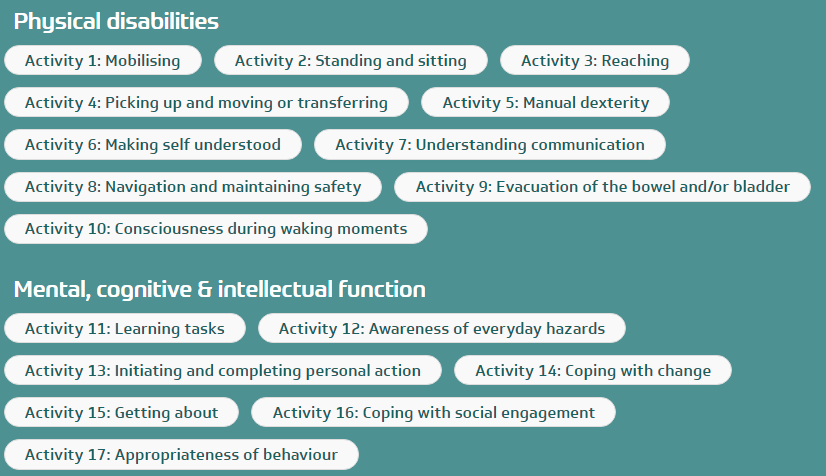 Physical disabilities
Activity 1: Mobilising Activity 2: Standing and sitting Activity 3: Reaching
Activity 4: Picking up and moving or transferring Activity 5: Manual dexterity
Activity 6: Making self understood Activity 7: Understanding communication
Activity 8: Navigation and maintaining safety Activity 9: Evacuation of the bowel and/or bladder
Activity 10: Consciousness during waking moments
Mental, cognitive & intellectual function
Activity 11: Learning tasks Activity 12: Awareness of everyday hazards
Activity 13: Initiating and completing personal action Activity 14: Coping with change
Activity 15: Getting about Activity 16: Coping with social engagement
Activity 17: Appropriateness of behaviour